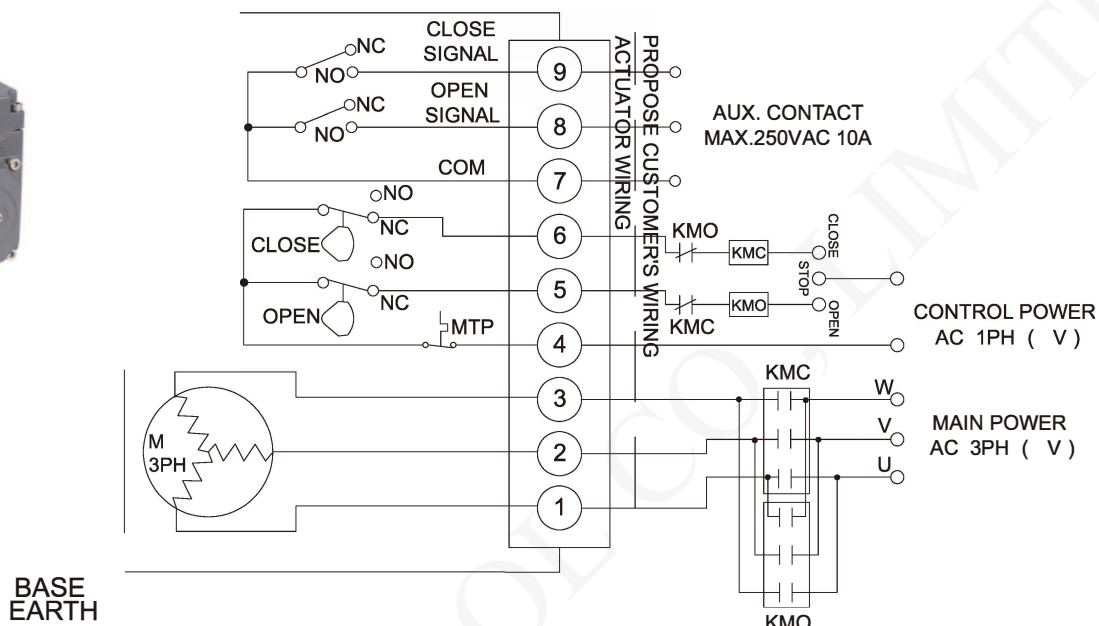 CLOSE
SIGNAL
NC
NO
9
OPEN
SIGNAL
NC
NO
8
COM
7
AUX. CONTACT
MAX.250VAC 10A
ACTUATOR WIRING
PROPOSE CUSTOMER'S WIRING
NO
NC
CLOSE
6
KMO
KMC
CLOSE
STOP
NO
NC
OPEN
5
KMC
KMO
OPEN
MTP
4
CONTROL POWER
AC 1PH ( V )
KMC
3
W
M
3PH
2
V
MAIN POWER
AC 3PH ( V )
U
1
BASE
EARTH
KMO
CO., LIMIT